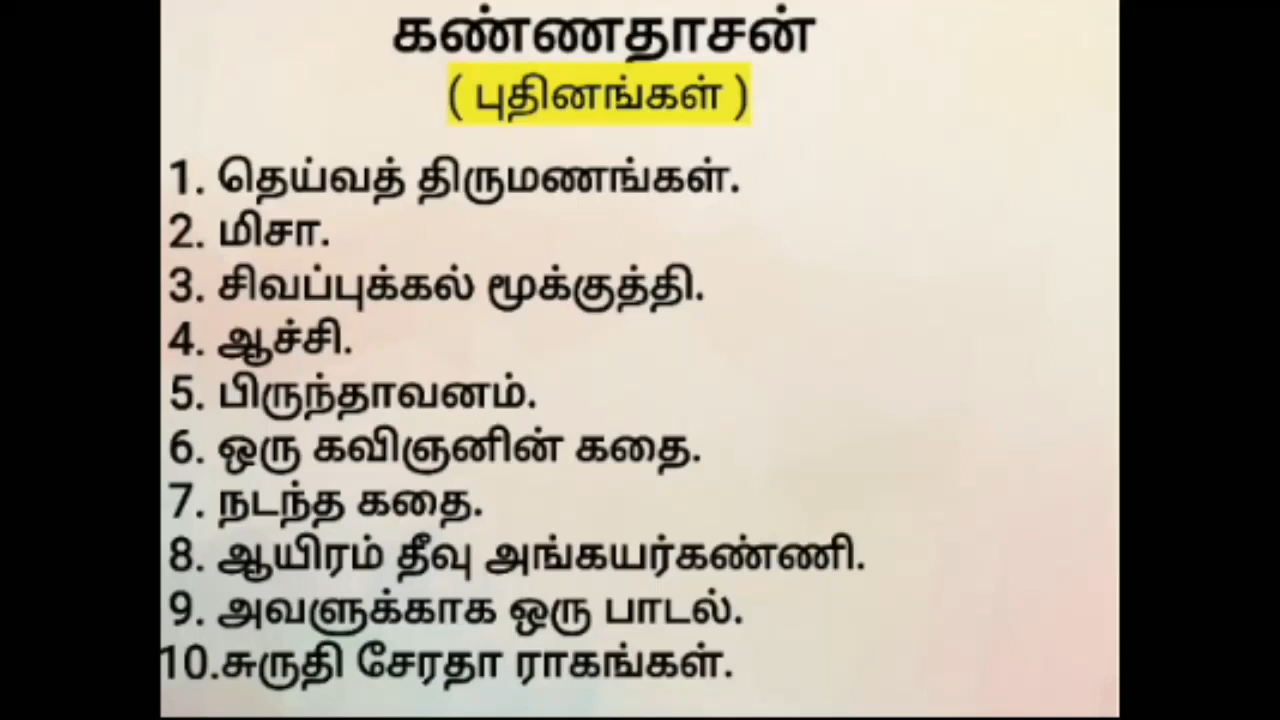 கண்ணதாசன்
( புதினங்கள் )
1. தெய்வத் திருமணங்கள்.
2. மிசா.
3. சிவப்புக்கல் மூக்குத்தி.
4. ஆச்சி.
5. பிருந்தாவனம்.
6. ஒரு கவிஞனின் கதை.
7. நடந்த கதை.
8. ஆயிரம் தீவு அங்கயர்கண்ணி.
9. அவளுக்காக ஒரு பாடல்.
10.சுருதி சேரதா ராகங்கள்.